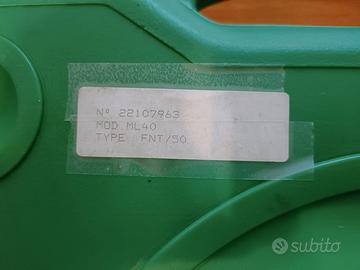 N° 22107963
MOD ML40
TYPE FNT/50
subito